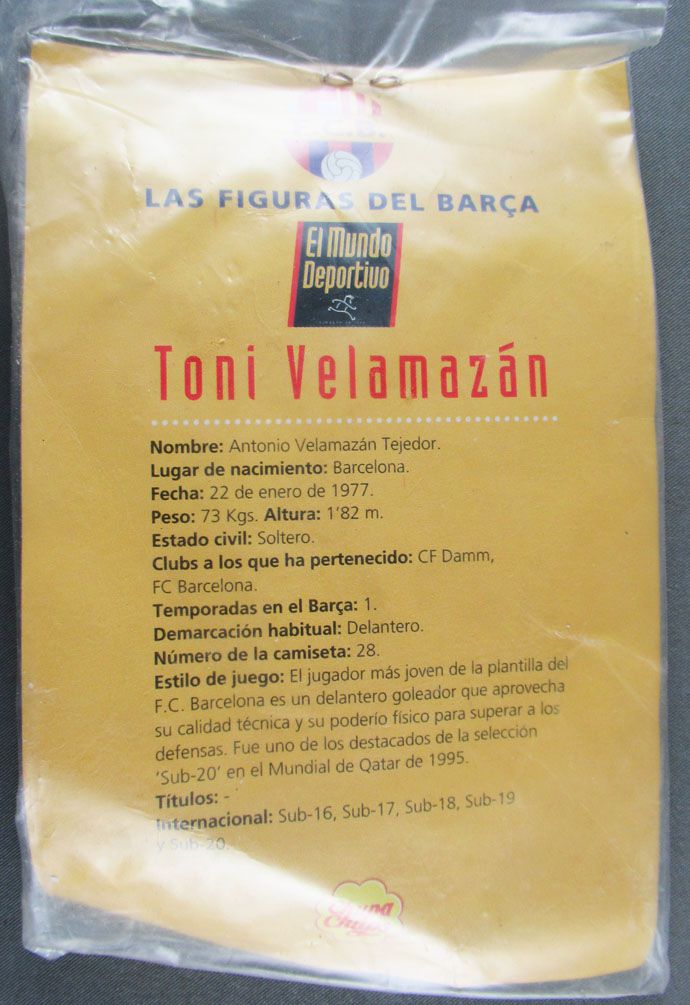 LAS FIGURAS DEL BARÇA
El Mundo
Deportivo
Toni Velamazán
Nombre: Antonio Velamazán Tejedor.
Lugar de nacimiento: Barcelona.
Fecha: 22 de enero de 1977.
Peso: 73 Kgs. Altura: 1'82 m.
Estado civil: Soltero.
Clubs a los que ha pertenecido: CF Damm,
FC Barcelona.
Temporadas en el Barça: 1.
Demarcación habitual: Delantero.
Número de la camiseta: 28.
Estilo de juego: El jugador más joven de la plantilla del
F.C. Barcelona es un delantero goleador que aprovecha
su calidad técnica y su poderío físico para superar a los
defensas. Fue uno de los destacados de la selección
'Sub-20' en el Mundial de Qatar de 1995.
Títulos: -
Internacional: Sub-16, Sub-17, Sub-18, Sub-19
y Sub-20.
Chupa
Chups